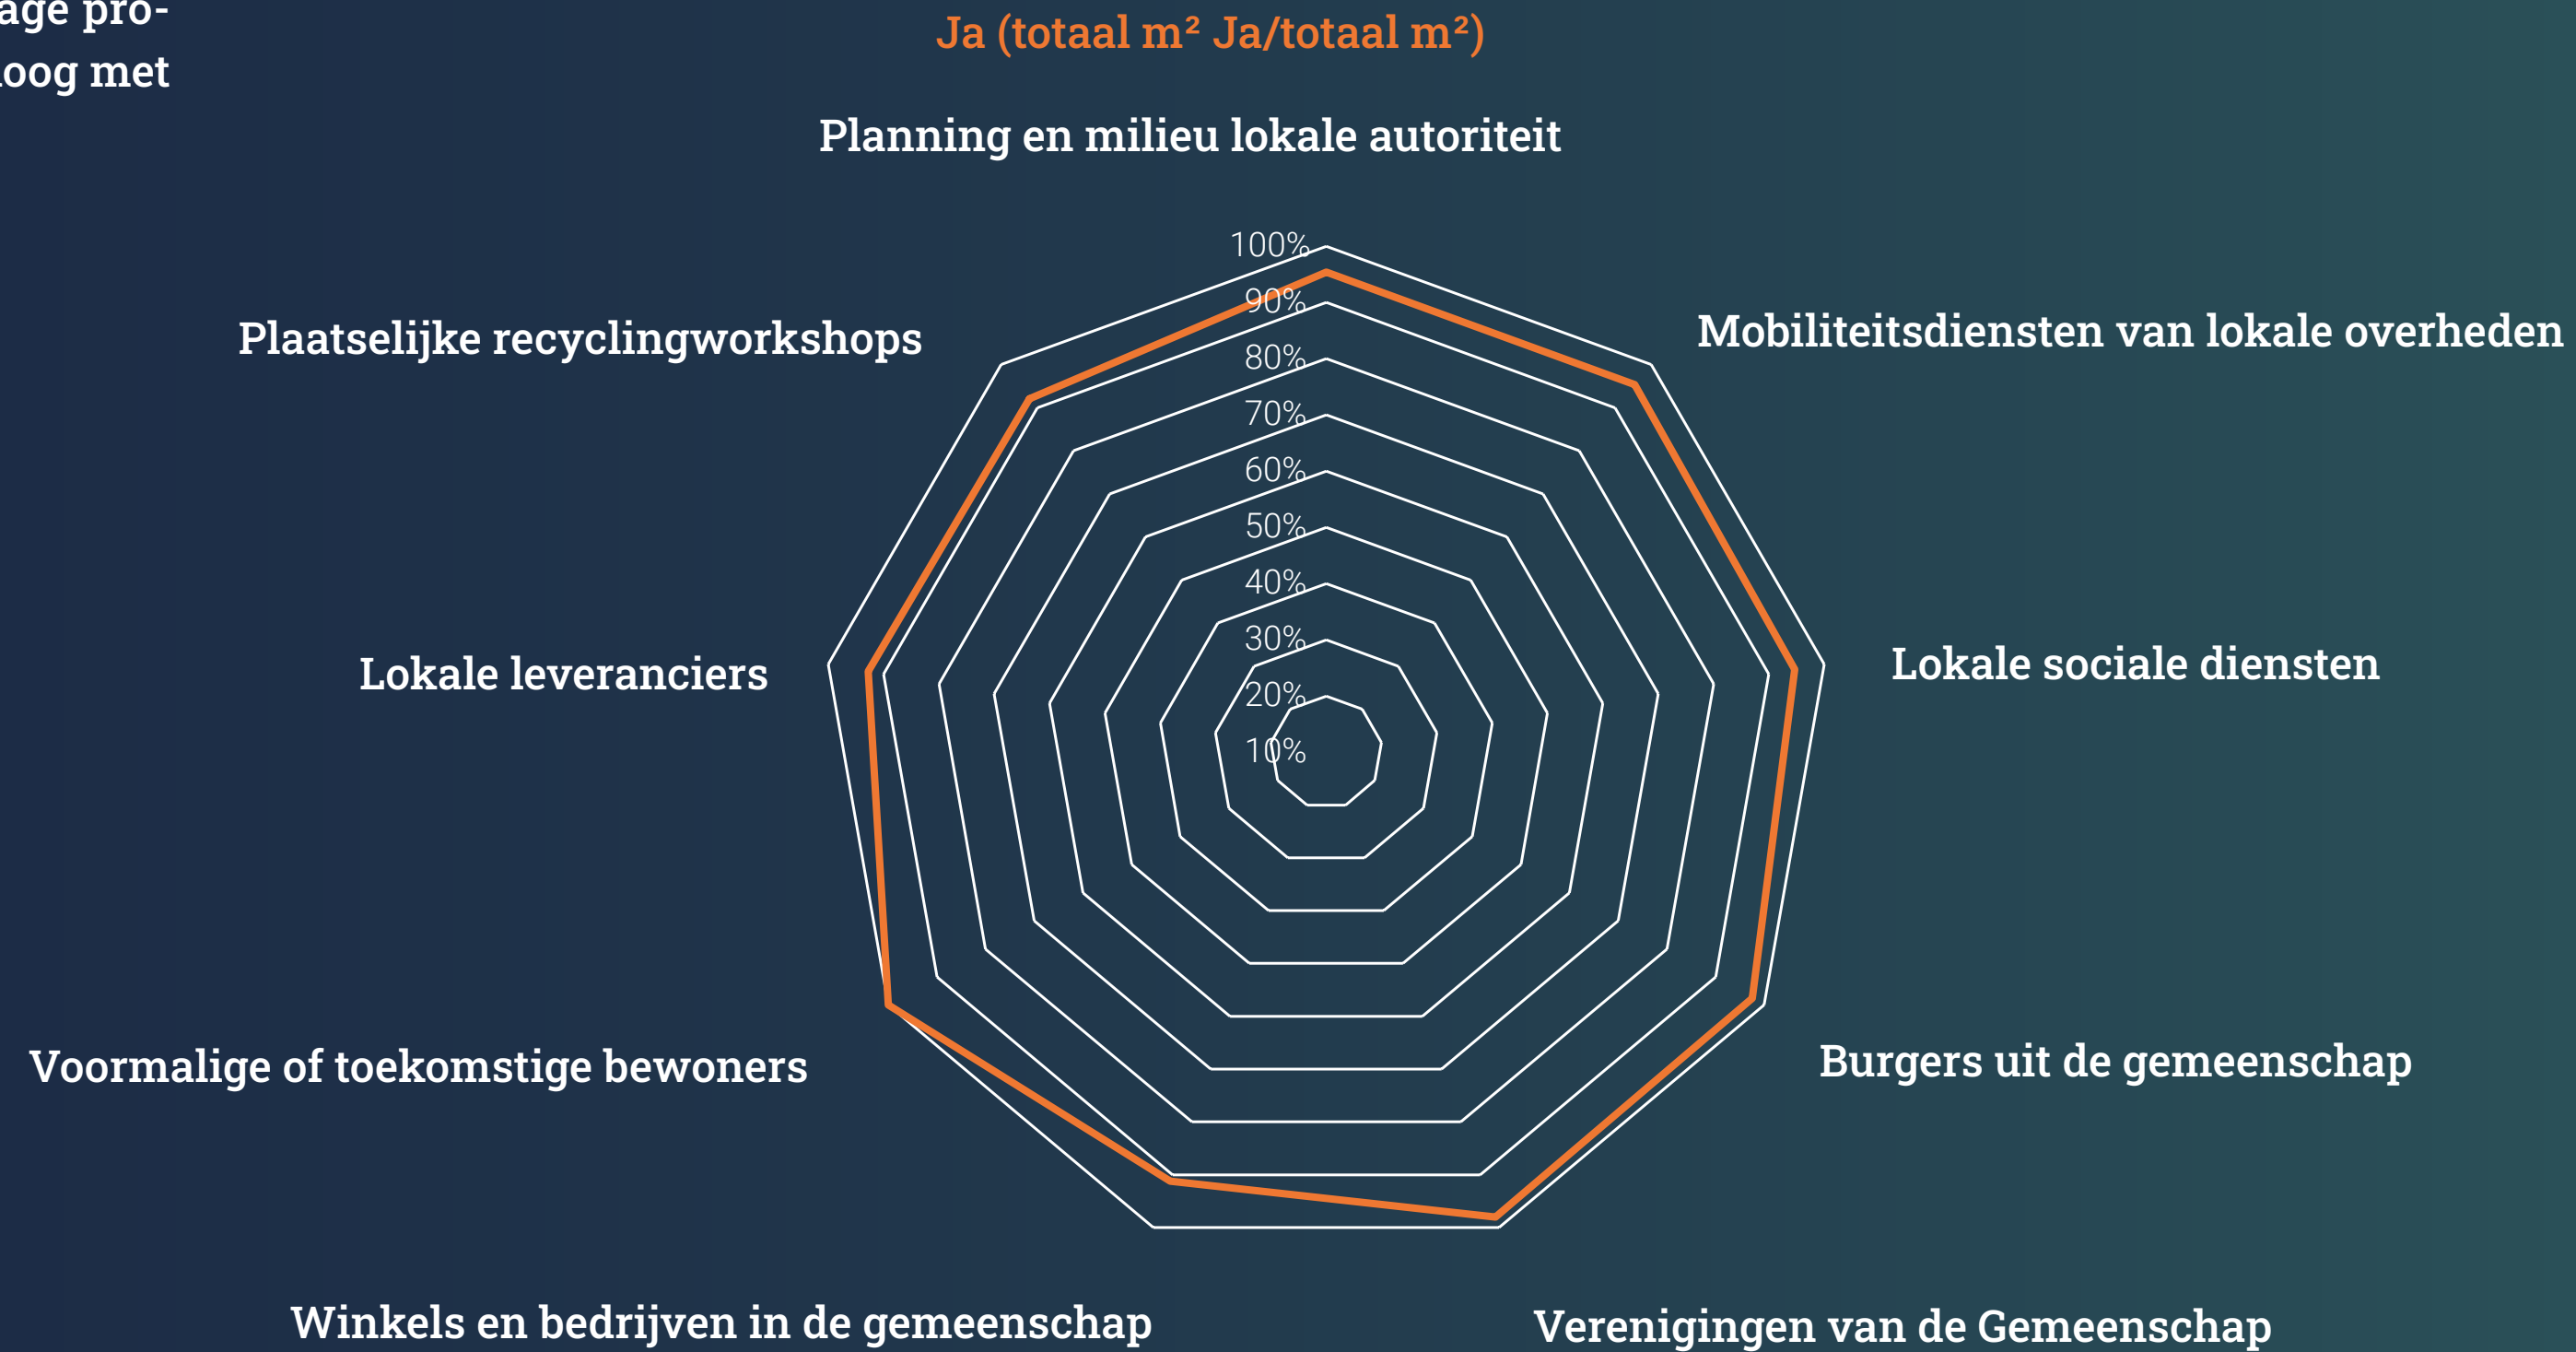 pro-
met
Ja (totaal m² Ja/totaal m²)
Planning en milieu lokale autoriteit
100%
90%
80%
70%
60%
50%
40%
30%
20%
10%
Plaatselijke recyclingworkshops
Mobiliteitsdiensten van lokale overheden
Lokale leveranciers
Lokale sociale diensten
Voormalige of toekomstige bewoners
Burgers uit de gemeenschap
Winkels en bedrijven in de gemeenschap
Verenigingen van de Gemeenschap